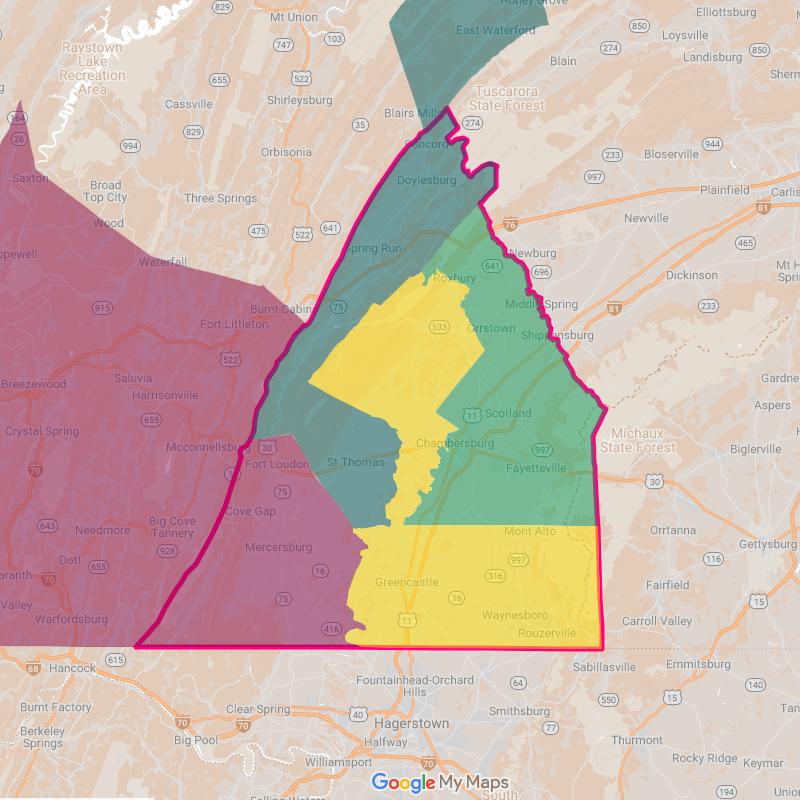 829
Mt Union
Honey Grove
Elliottsburg
East Waterford
850
Loysville
Raystown
Lake
Recreation
Area
747
103
274
850
Landisburg
655
522
Blain
Cassville
Shirleysburg
Tuscarora
State Forest
164
26
829
35
Blairs Mills
274
994
Orbisonia
Concord
944
233
Bloserville
Saxton
Doylesburg
997
Broad
Top City
Three Springs
Plainfield
81
Wood
475
522
641
76
Newville
465
Spring Run
Newburg
Waterfall
641
696
Dickinson
Roxbury
915
Burnt Cabins
75
Middle Spring
81
233
Fort Littleton
533
Orrstown
Shippensburg
522
Breezewood
Saluvia
Harrisonville
Aspers
655
11
Scotland
Crystal Spring
Michaux
State Forest
Mcconnellsburg
30
Chambersburg
997
Biglerville
Fort Loudon
St Thomas
Fayetteville
70
75
30
643
Big Cove
Tannery
Cove Gap
Needmore
Mont Alto
Orrtanna
Gettysburg
928
Mercersburg
Dott
655
997
116
16
70
Greencastle
316
Fairfield
Valley
75
16
15
Warfordsburg
416
11
Waynesboro
Rouzerville
Carroll Valley
615
68
Hancock
Sabillasville
Emmitsburg
Fountainhead-Orchard
Hills
64
140
Burnt Factory
Clear Spring
40
Smithsburg
550
15
Berkeley
Springs
70
70
Hagerstown
77
Big Pool
Halfway
Thurmont
Williamsport
70
Rocky Ridge
Keymar
Google My Maps
194